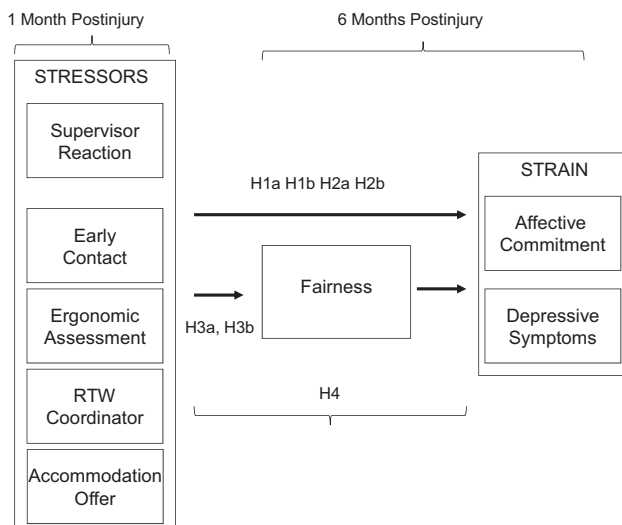 1 Month Postinjury
6 Months Postinjury
STRESSORS
Supervisor
Reaction
Early
Contact
Ergonomic
Assessment
RTW
Coordinator
Accommodation
Offer
H1a H1b H2a H2b
H3a, H3b
Fairness
H4
STRAIN
Affective
Commitment
Depressive
Symptoms